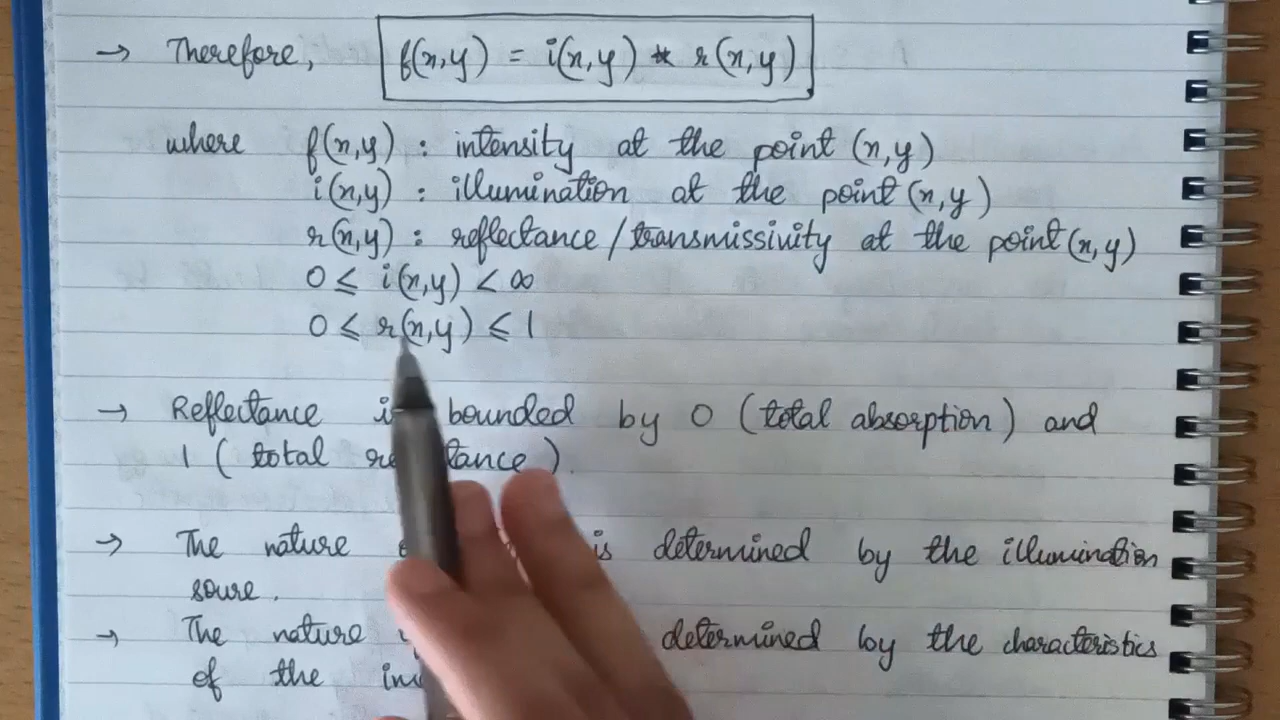 → Therefore, f(x,y) = i(x,y) * r(x,y)
where f(x,y) : intensity at the point (x,y)
i(x,y) : illumination at the point (x,y)
r(x,y) : reflectance/transmissivity at the point (x,y)
0 ≤ i(x,y) < ∞
0 ≤ r(x,y) ≤ 1
→ Reflectance bounded by 0 (total absorption) and
1 (total tance).
→ The nature is determined by the illumination
soure.
→ The nature determined by the characteristics
of the